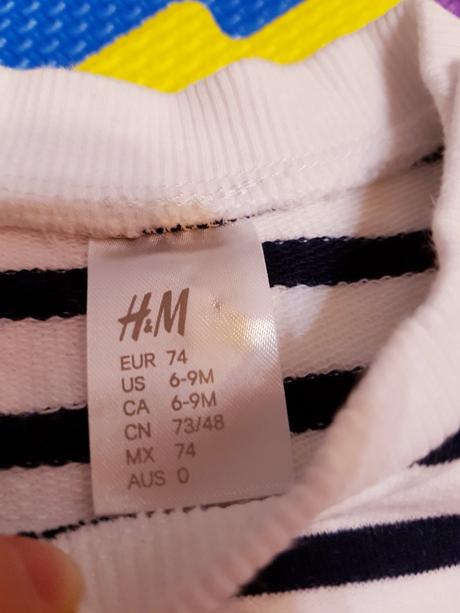 H&M
EUR 74
US 6-9M
CA 6-9M
CN 73/48
MX 74
AUS 0